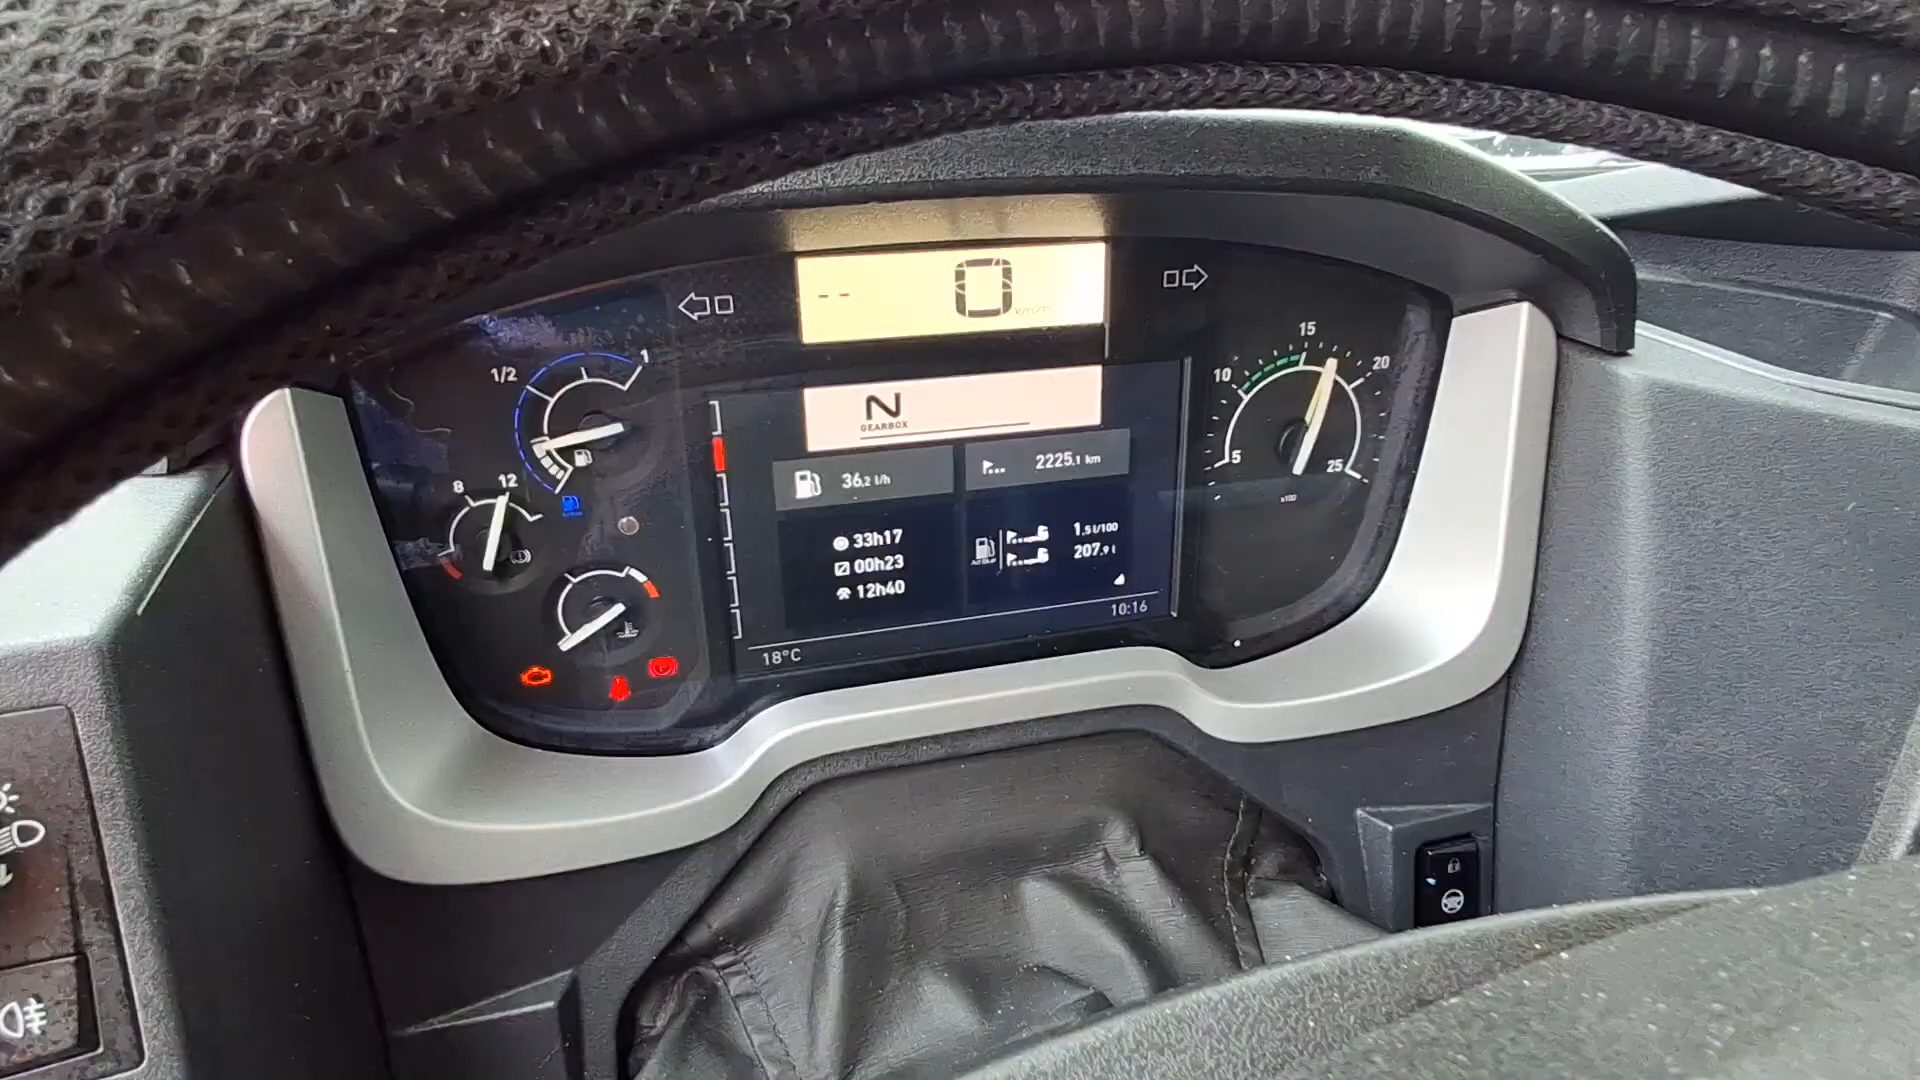 -- 0 km/h
1/2
1
8
12
N
GEARBOX
36,2 l/h
2225.1 km
33h17
00h23
12h40
AdBlue
1.5 l/100
207.9 l
18°C
10:16
5
10
15
20
25
x100